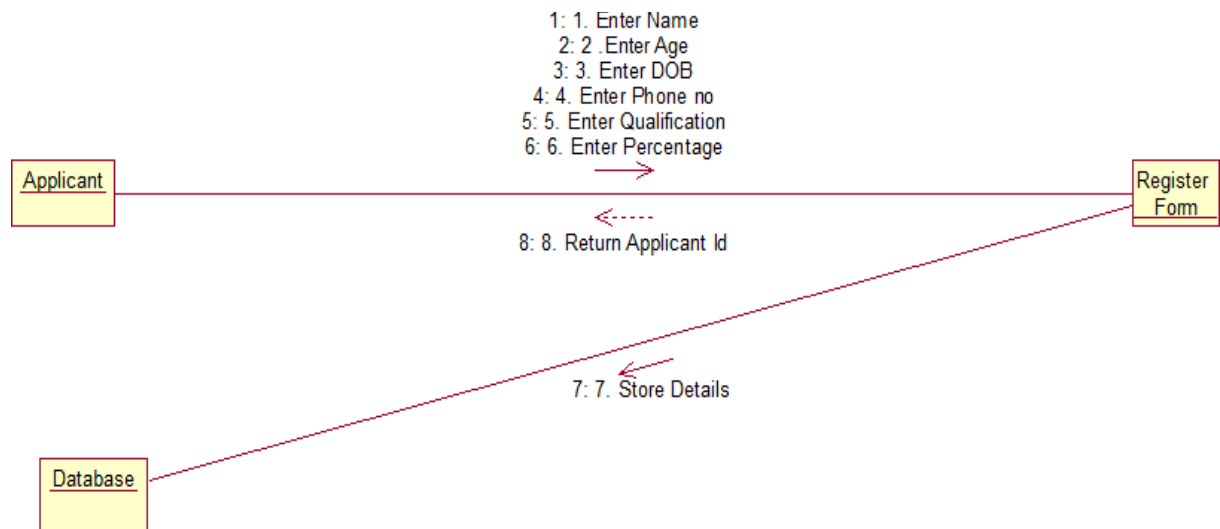 1: 1. Enter Name
2: 2 .Enter Age
3: 3. Enter DOB
4: 4. Enter Phone no
5: 5. Enter Qualification
6: 6. Enter Percentage
Applicant
Register
Form
8: 8. Return Applicant Id
7: 7. Store Details
Database